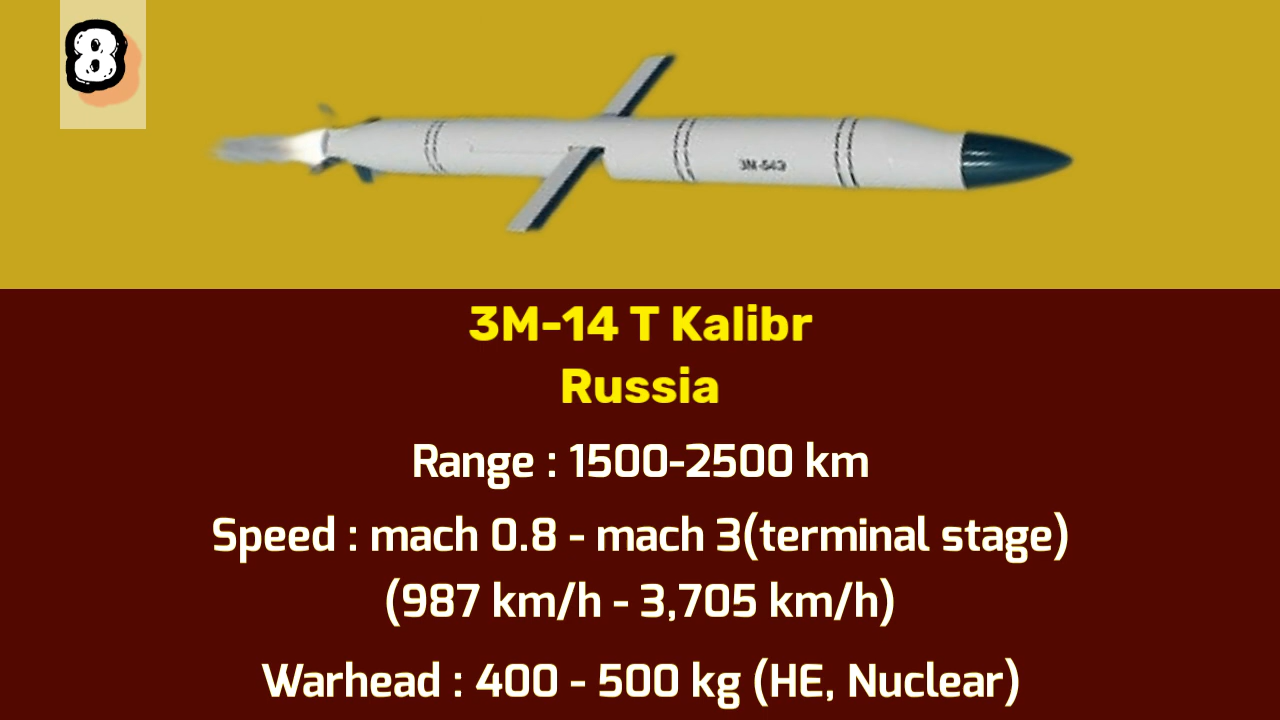 8
3M-14 T Kalibr
Russia
Range : 1500-2500 km
Speed : mach 0.8 - mach 3(terminal stage)
(987 km/h - 3,705 km/h)
Warhead : 400 - 500 kg (HE, Nuclear)